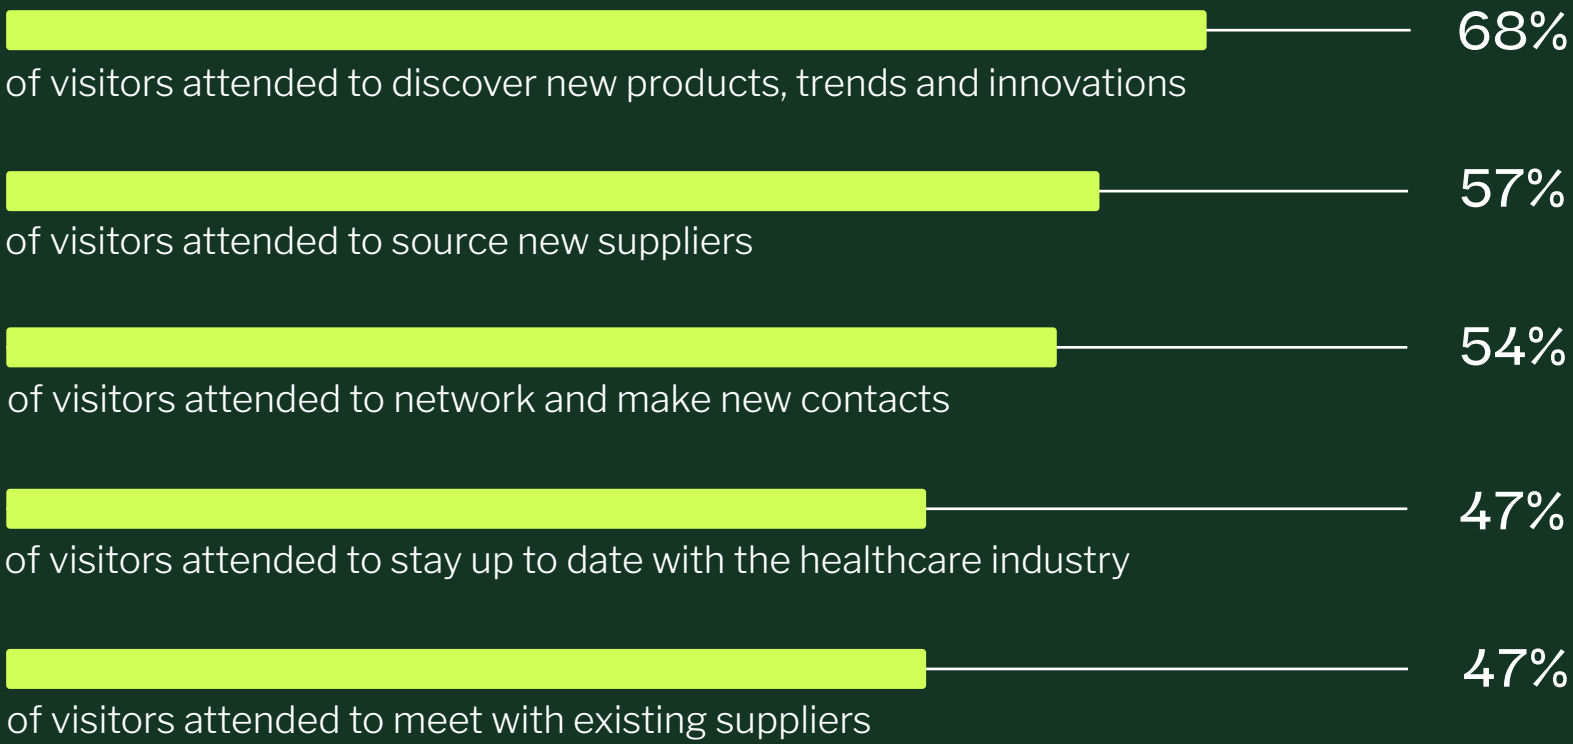 68%
of visitors attended to discover new products, trends and innovations
57%
of visitors attended to source new suppliers
54%
of visitors attended to network and make new contacts
47%
of visitors attended to stay up to date with the healthcare industry
47%
of visitors attended to meet with existing suppliers